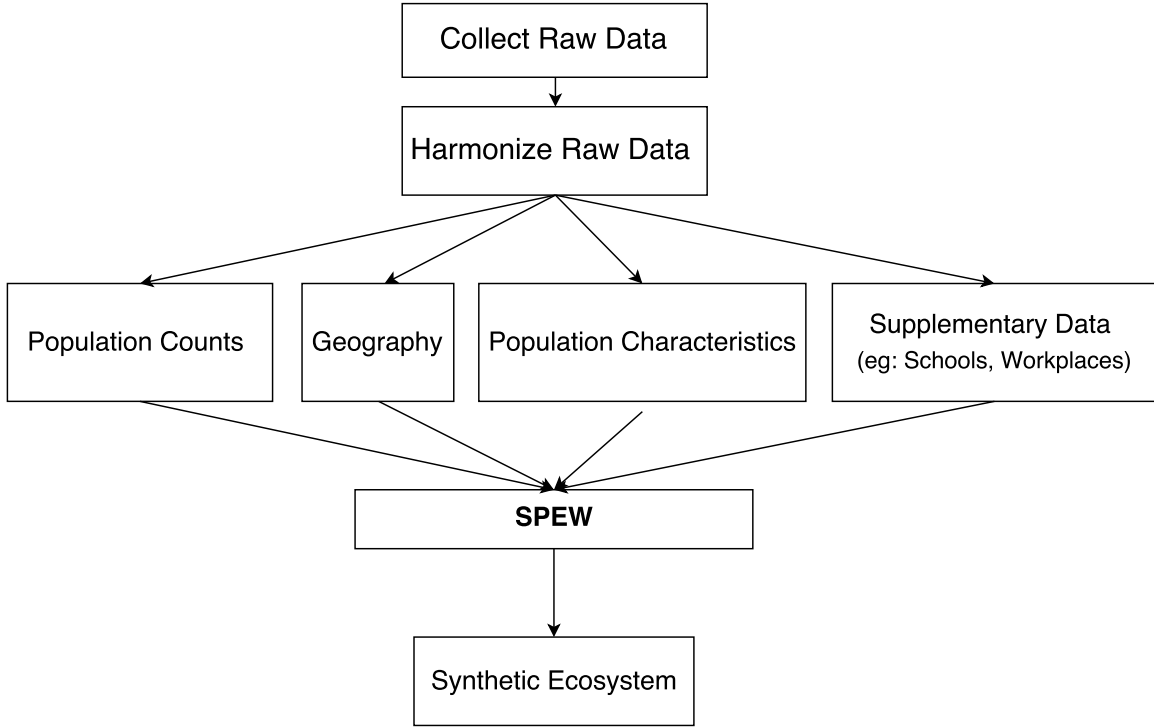 Collect Raw Data
Harmonize Raw Data
Population Counts
Geography
Population Characteristics
Supplementary Data
(eg: Schools, Workplaces)
SPEW
Synthetic Ecosystem